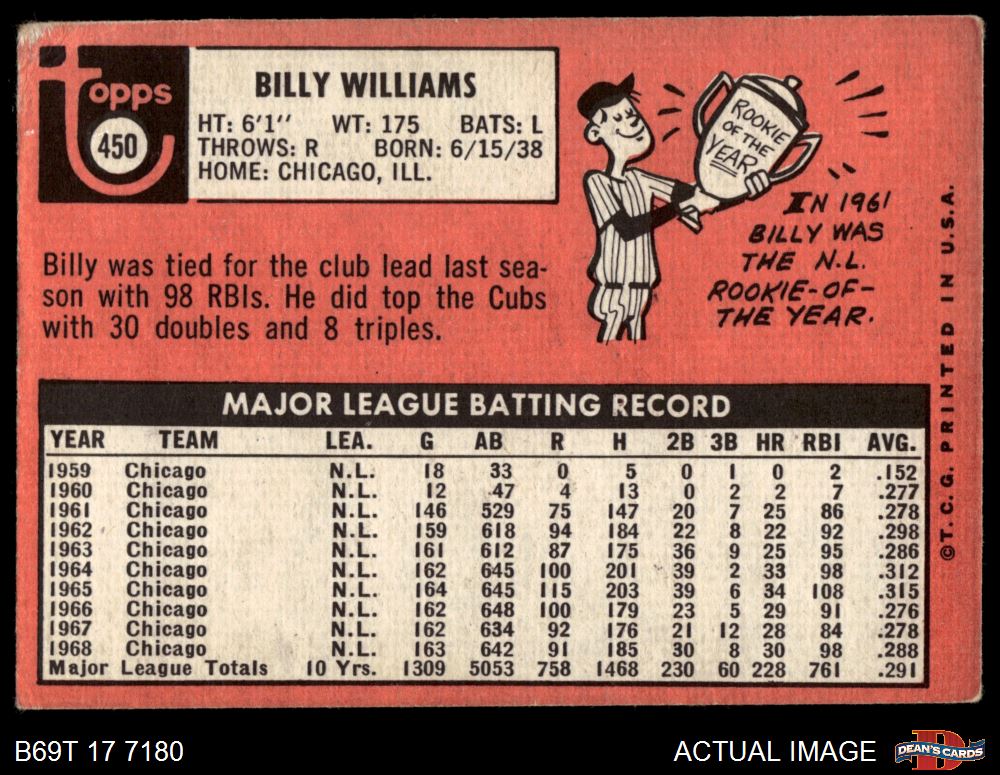 topps
450
BILLY WILLIAMS
HT: 6'1" WT: 175 BATS: L
THROWS: R BORN: 6/15/38
HOME: CHICAGO, ILL.
ROOKIE
OF THE
YEAR
IN 1961
BILLY WAS
THE N.L.
ROOKIE-OF-
THE YEAR.
Billy was tied for the club lead last sea-
son with 98 RBIs. He did top the Cubs
with 30 doubles and 8 triples.
MAJOR LEAGUE BATTING RECORD
YEAR TEAM LEA. G AB R H 2B 3B HR RBI AVG.
1959 Chicago N.L. 18 33 0 5 0 1 0 2 .152
1960 Chicago N.L. 12 47 4 13 0 2 2 7 .277
1961 Chicago N.L. 146 529 75 147 20 7 25 86 .278
1962 Chicago N.L. 159 618 94 184 22 8 22 92 .298
1963 Chicago N.L. 161 612 87 175 36 9 25 95 .286
1964 Chicago N.L. 162 645 100 201 39 2 33 98 .312
1965 Chicago N.L. 164 645 115 203 39 6 34 108 .315
1966 Chicago N.L. 162 648 100 179 23 5 29 91 .276
1967 Chicago N.L. 162 634 92 176 21 12 28 84 .278
1968 Chicago N.L. 163 642 91 185 30 8 30 98 .288
Major League Totals 10 Yrs. 1309 5053 758 1468 230 60 228 761 .291
©T. C. G. PRINTED IN U.S.A.
B69T 17 7180
ACTUAL IMAGE
D
DEAN'S CARDS